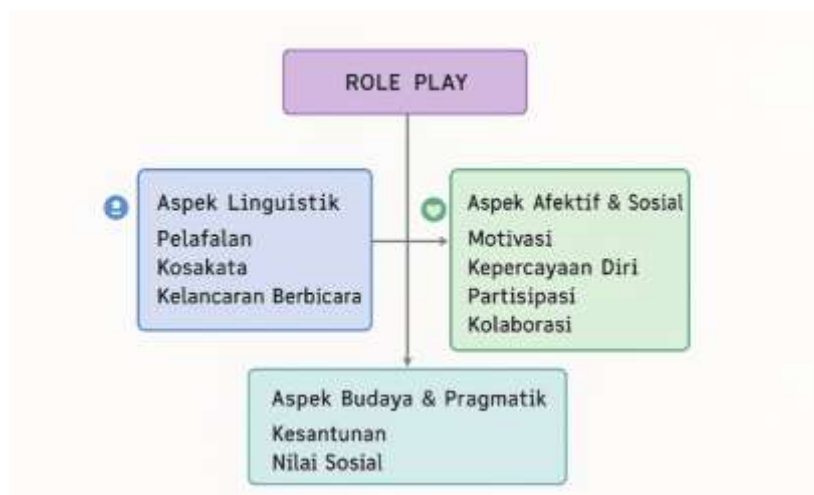 ROLE PLAY
Aspek Linguistik
Pelafalan
Kosakata
Kelancaran Berbicara
Aspek Afektif & Sosial
Motivasi
Kepercayaan Diri
Partisipasi
Kolaborasi
Aspek Budaya & Pragmatik
Kesantunan
Nilai Sosial